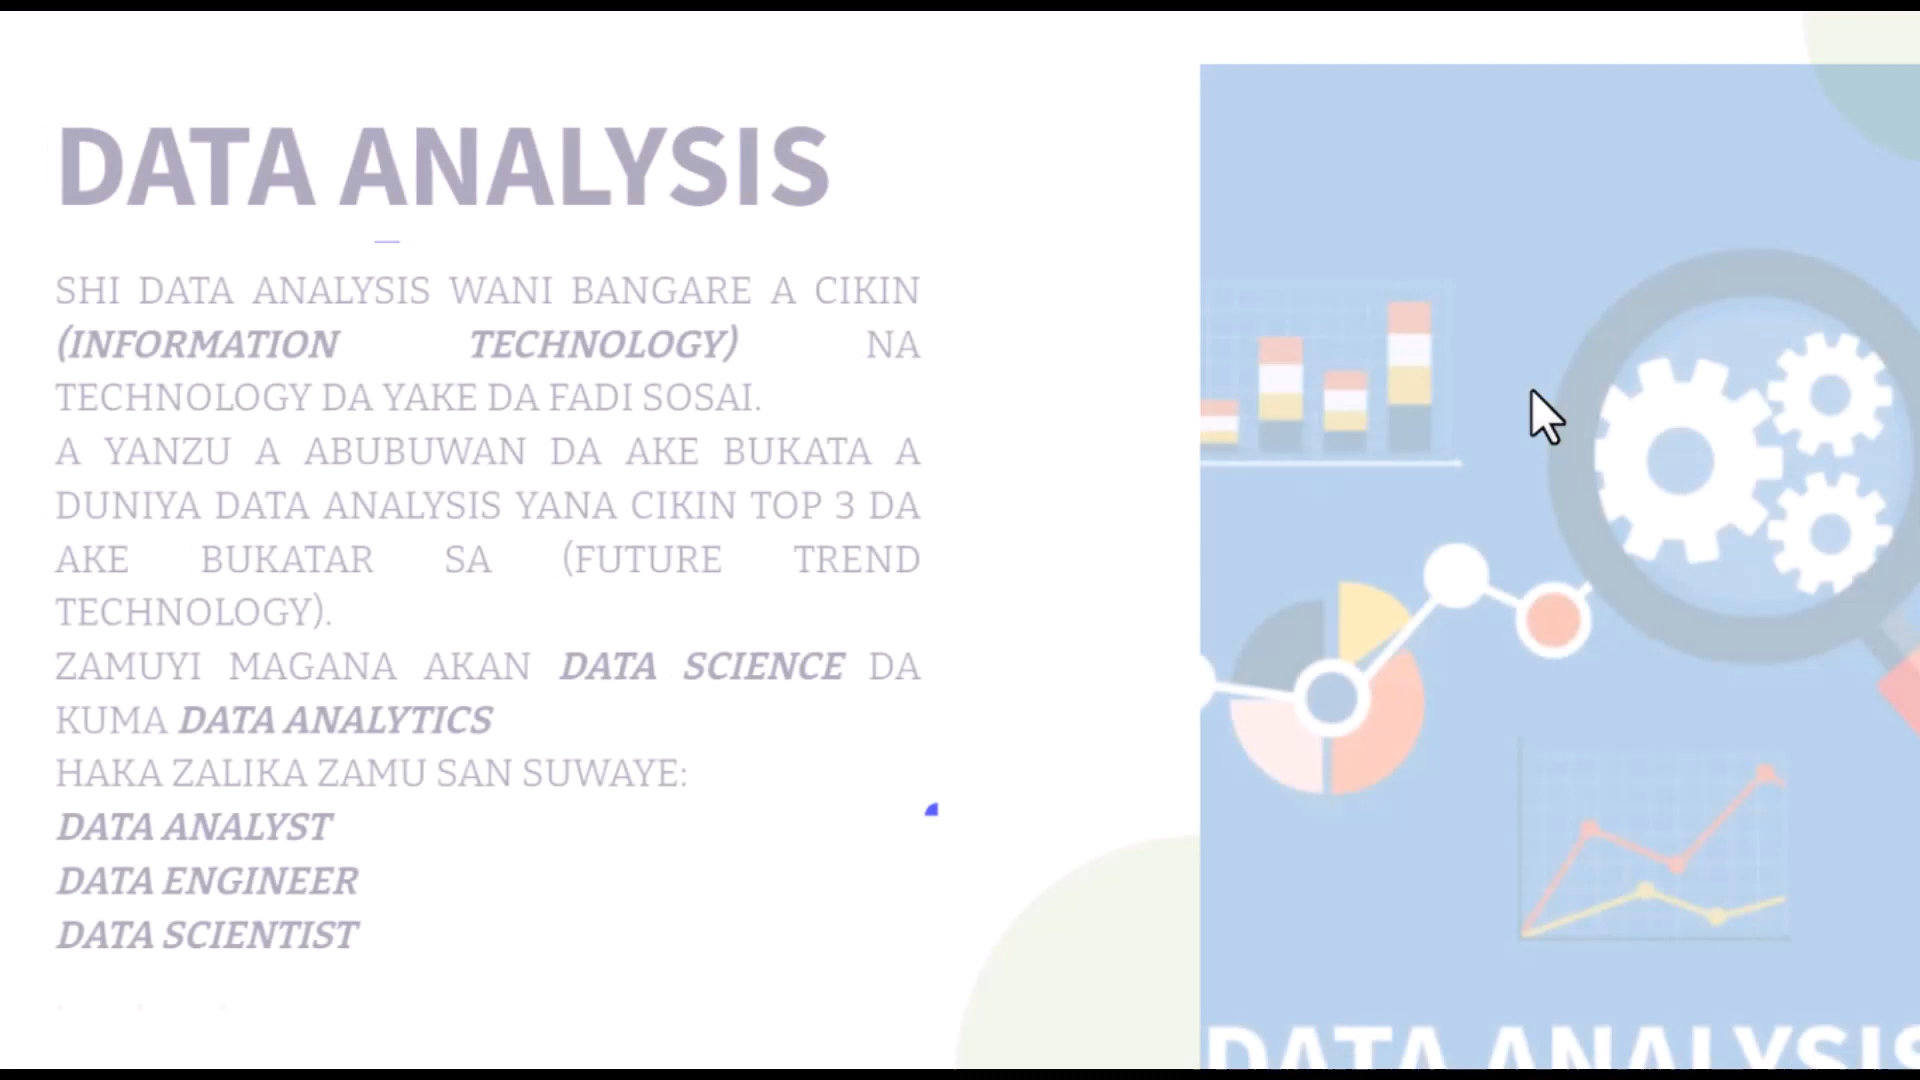 DATA ANALYSIS
SHI DATA ANALYSIS WANI BANGARE A CIKIN
(INFORMATION TECHNOLOGY) NA
TECHNOLOGY DA YAKE DA FADI SOSAI.
A YANZU A ABUBUWAN DA AKE BUKATA A
DUNIYA DATA ANALYSIS YANA CIKIN TOP 3 DA
AKE BUKATAR SA (FUTURE TREND
TECHNOLOGY).
ZAMUYI MAGANA AKAN DATA SCIENCE DA
KUMA DATA ANALYTICS
HAKA ZALIKA ZAMU SAN SUWAYE:
DATA ANALYST
DATA ENGINEER
DATA SCIENTIST
DATA ANALYSIS